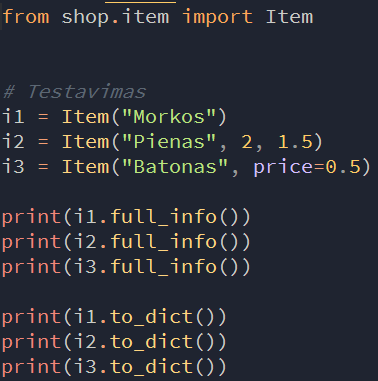 from shop.item import Item
# Testavimas
i1 = Item("Morkos")
i2 = Item("Pienas", 2, 1.5)
i3 = Item("Batonas", price=0.5)
print(i1.full_info())
print(i2.full_info())
print(i3.full_info())
print(i1.to_dict())
print(i2.to_dict())
print(i3.to_dict())